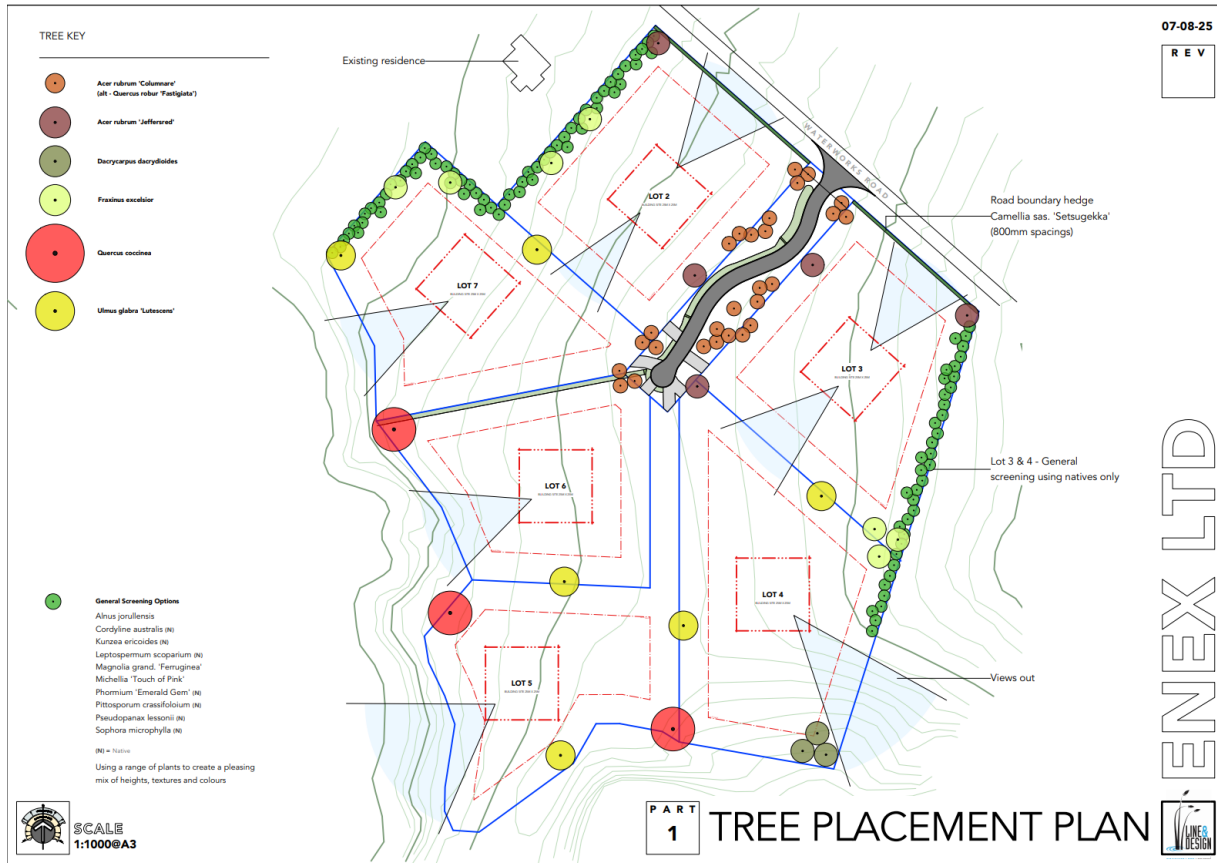 TREE KEY
Acer rubrum 'Columnare'
(alt - Quercus robur 'Fastigiata')
Acer rubrum 'Jeffersred'
Dacrycarpus dacrydioides
Fraxinus excelsior
Quercus coccinea
Ulmus glabra 'Lutescens'
General Screening Options
Alnus jorullensis
Cordyline australis (N)
Kunzea ericoides (N)
Leptospermum scoparium (N)
Magnolia grand. 'Ferruginea'
Michellia 'Touch of Pink'
Phormium 'Emerald Gem' (N)
Pittosporum crassifolium (N)
Pseudopanax lessonii (N)
Sophora microphylla (N)
(N) = Native
Using a range of plants to create a pleasing
mix of heights, textures and colours
SCALE
1:1000@A3
Existing residence
WATERWORKS ROAD
LOT 2
LOT 7
LOT 3
LOT 6
LOT 4
LOT 5
Road boundary hedge
Camellia sas. 'Setsugekka'
(800mm spacings)
Lot 3 & 4 - General
screening using natives only
Views out
07-08-25
REV
ENEX LTD
PART
1
TREE PLACEMENT PLAN
LINE&
DESIGN